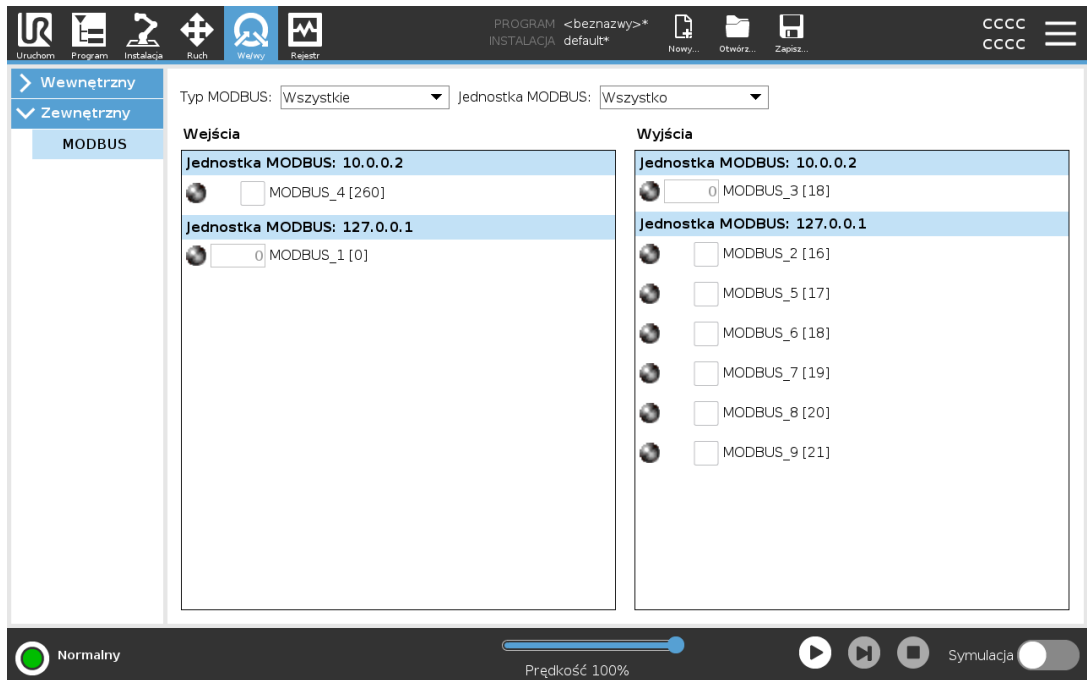 Uruchom Program Instalacja Ruch We/wy Rejestr
PROGRAM <beznazwy>*
INSTALACJA default*
Nowy... Otwórz... Zapisz...
cccc
cccc
Wewnętrzny
Zewnętrzny
MODBUS
Typ MODBUS: Wszystkie Jednostka MODBUS: Wszystko
Wejścia
Jednostka MODBUS: 10.0.0.2
MODBUS_4 [260]
Jednostka MODBUS: 127.0.0.1
0 MODBUS_1 [0]
Wyjścia
Jednostka MODBUS: 10.0.0.2
0 MODBUS_3 [18]
Jednostka MODBUS: 127.0.0.1
MODBUS_2 [16]
MODBUS_5 [17]
MODBUS_6 [18]
MODBUS_7 [19]
MODBUS_8 [20]
MODBUS_9 [21]
Normalny
Prędkość 100%
Symulacja